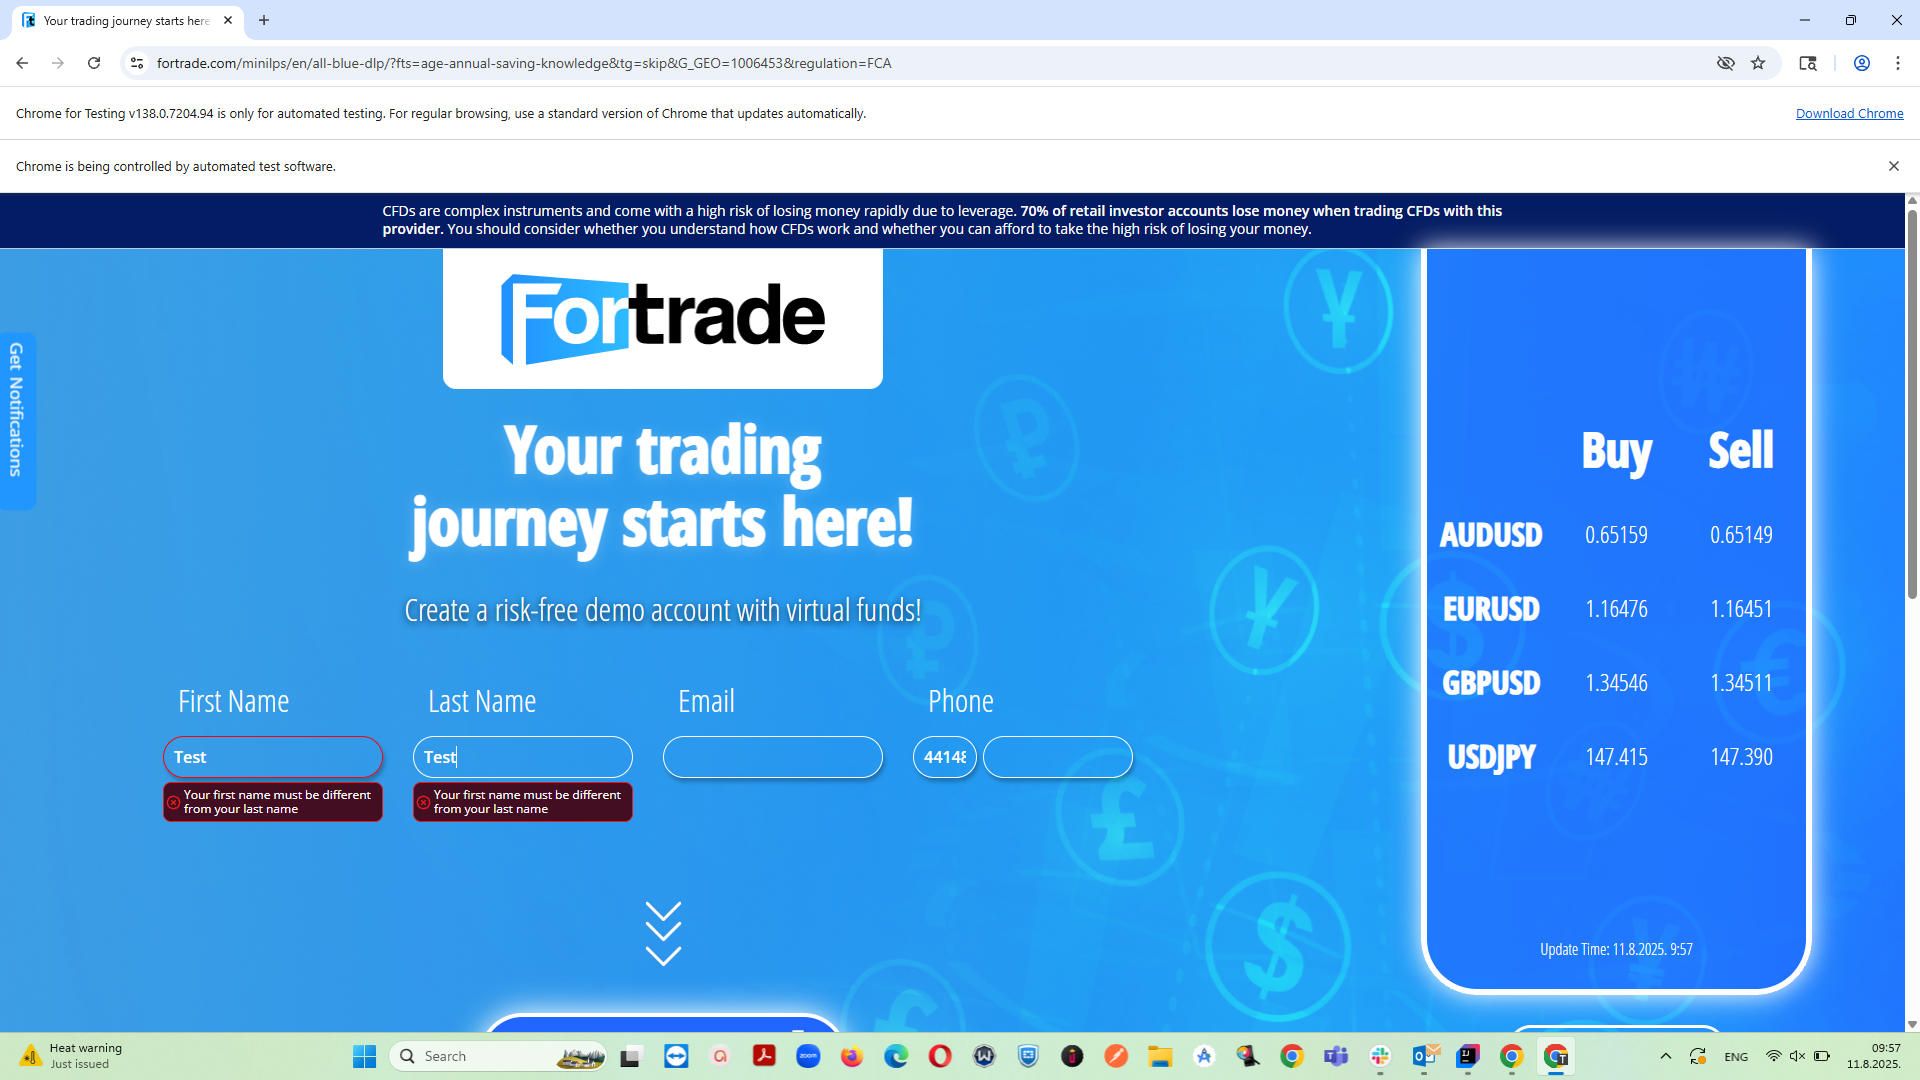 Your trading journey starts here
fortrade.com/minilps/en/all-blue-dlp/?fts=age-annual-saving-knowledge&tg=skip&G_GEO=1006453&regulation=FCA
Chrome for Testing v138.0.7204.94 is only for automated testing. For regular browsing, use a standard version of Chrome that updates automatically.
Download Chrome
Chrome is being controlled by automated test software.
CFDs are complex instruments and come with a high risk of losing money rapidly due to leverage. 70% of retail investor accounts lose money when trading CFDs with this
provider. You should consider whether you understand how CFDs work and whether you can afford to take the high risk of losing your money.
Fortrade
Get Notifications
Your trading
journey starts here!
Create a risk-free demo account with virtual funds!
First Name Last Name Email Phone
Test Test 44148
Your first name must be different
from your last name
Your first name must be different
from your last name
Buy Sell
AUDUSD 0.65159 0.65149
EURUSD 1.16476 1.16451
GBPUSD 1.34546 1.34511
USDJPY 147.415 147.390
Update Time: 11.8.2025. 9:57
Heat warning
Just issued
Search
zoom
ENG
09:57
11.8.2025.